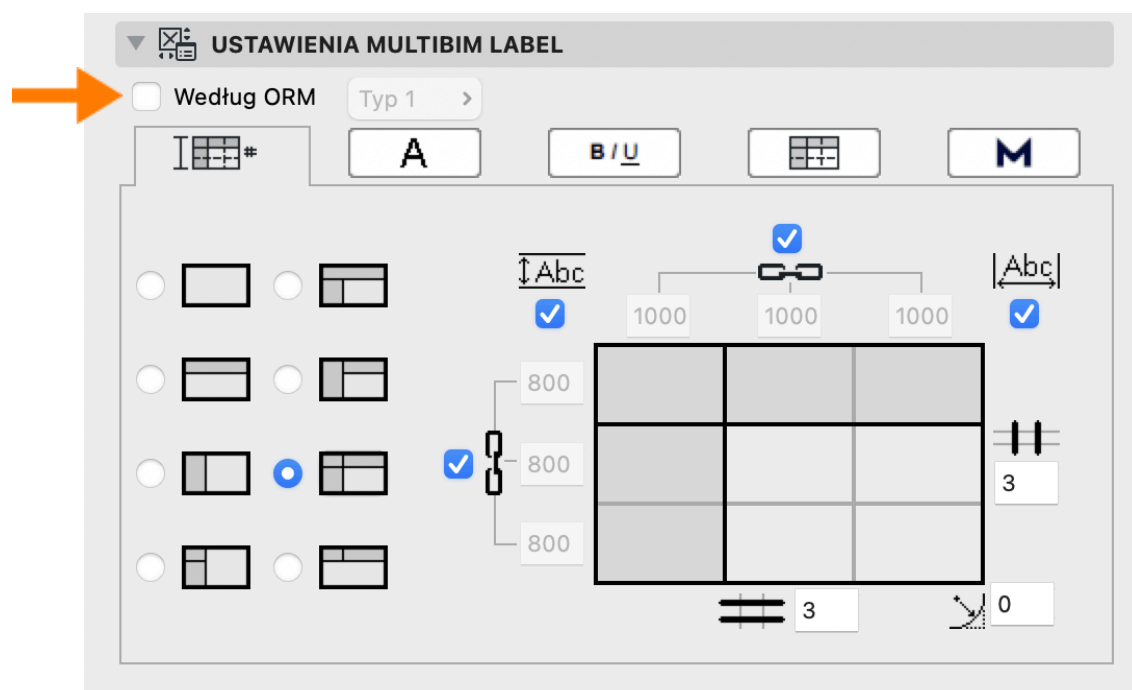 USTAWIENIA MULTIBIM LABEL
Według ORM Typ 1 >
# A B / U M
Abc Abc
1000 1000 1000
800
800
3
800
3
0